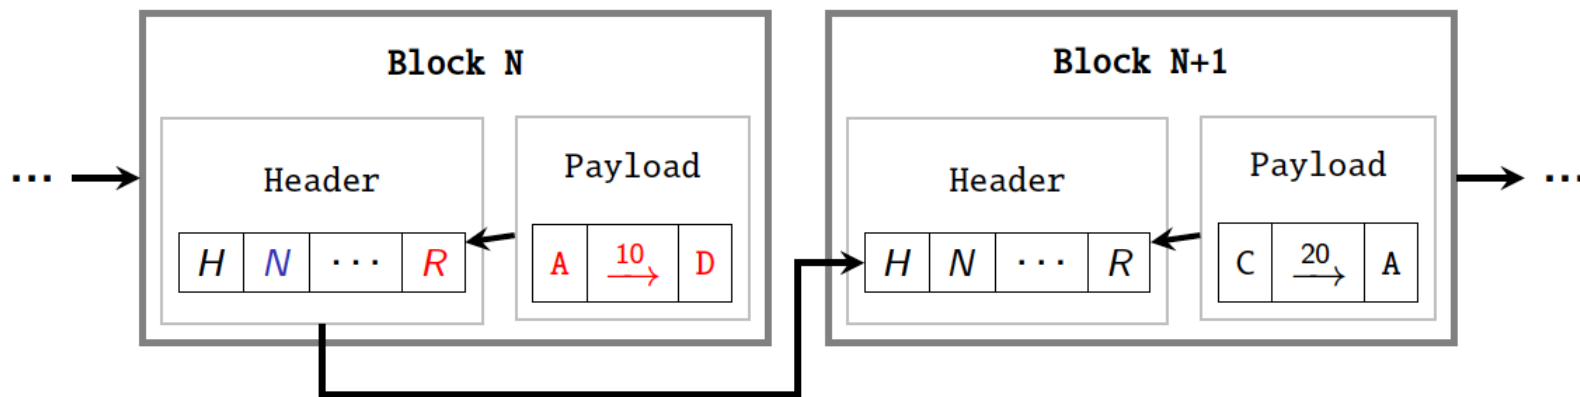 Block N
Header
Payload
H N ... R
A 10 → D
Block N+1
Header
Payload
H N ... R
C 20 → A
... ...